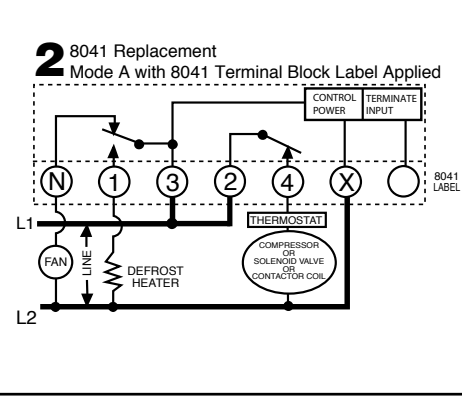 2 8041 Replacement
Mode A with 8041 Terminal Block Label Applied
CONTROL POWER
TERMINATE INPUT
N 1 3 2 4 X
8041 LABEL
L1
THERMOSTAT
FAN
LINE
DEFROST HEATER
COMPRESSOR
OR
SOLENOID VALVE
OR
CONTACTOR COIL
L2